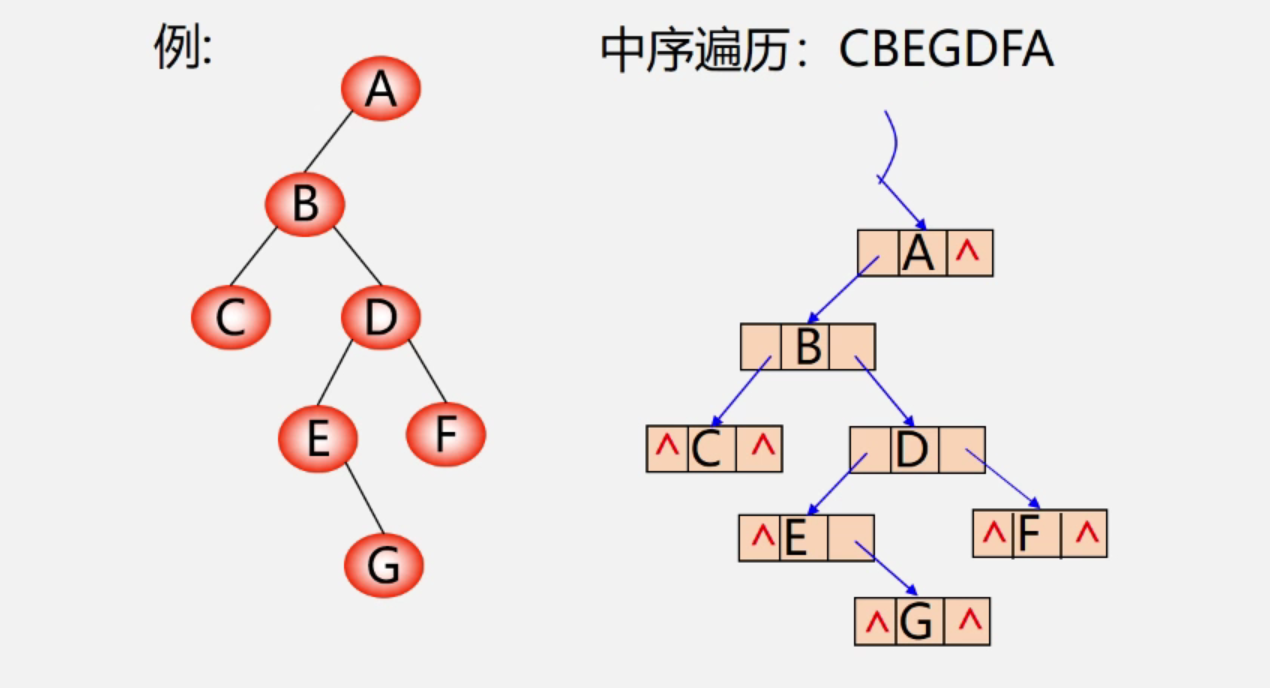 例:
中序遍历：CBEGDFA
A
B
C
D
E
F
G
A ^
B
^ C ^
D
^ E
^ F ^
^ G ^